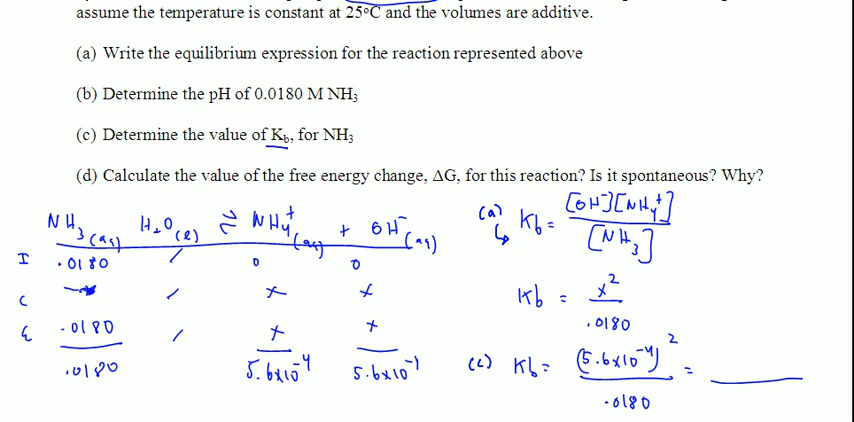 assume the temperature is constant at 25°C and the volumes are additive.
(a) Write the equilibrium expression for the reaction represented above
(b) Determine the pH of 0.0180 M NH₃
(c) Determine the value of K_b, for NH₃
(d) Calculate the value of the free energy change, ΔG, for this reaction? Is it spontaneous? Why?
NH₃(aq) H₂O(l) ⇌ NH₄⁺(aq) + OH⁻(aq)
I .0180 / 0 0
C -x / x x
E .0180 / x x
.0180 5.6x10⁻⁴ 5.6x10⁻¹
(a) Kb = [OH⁻][NH₄⁺] / [NH₃]
Kb = x² / .0180
(c) Kb = (5.6x10⁻⁴)² / .0180 = ____